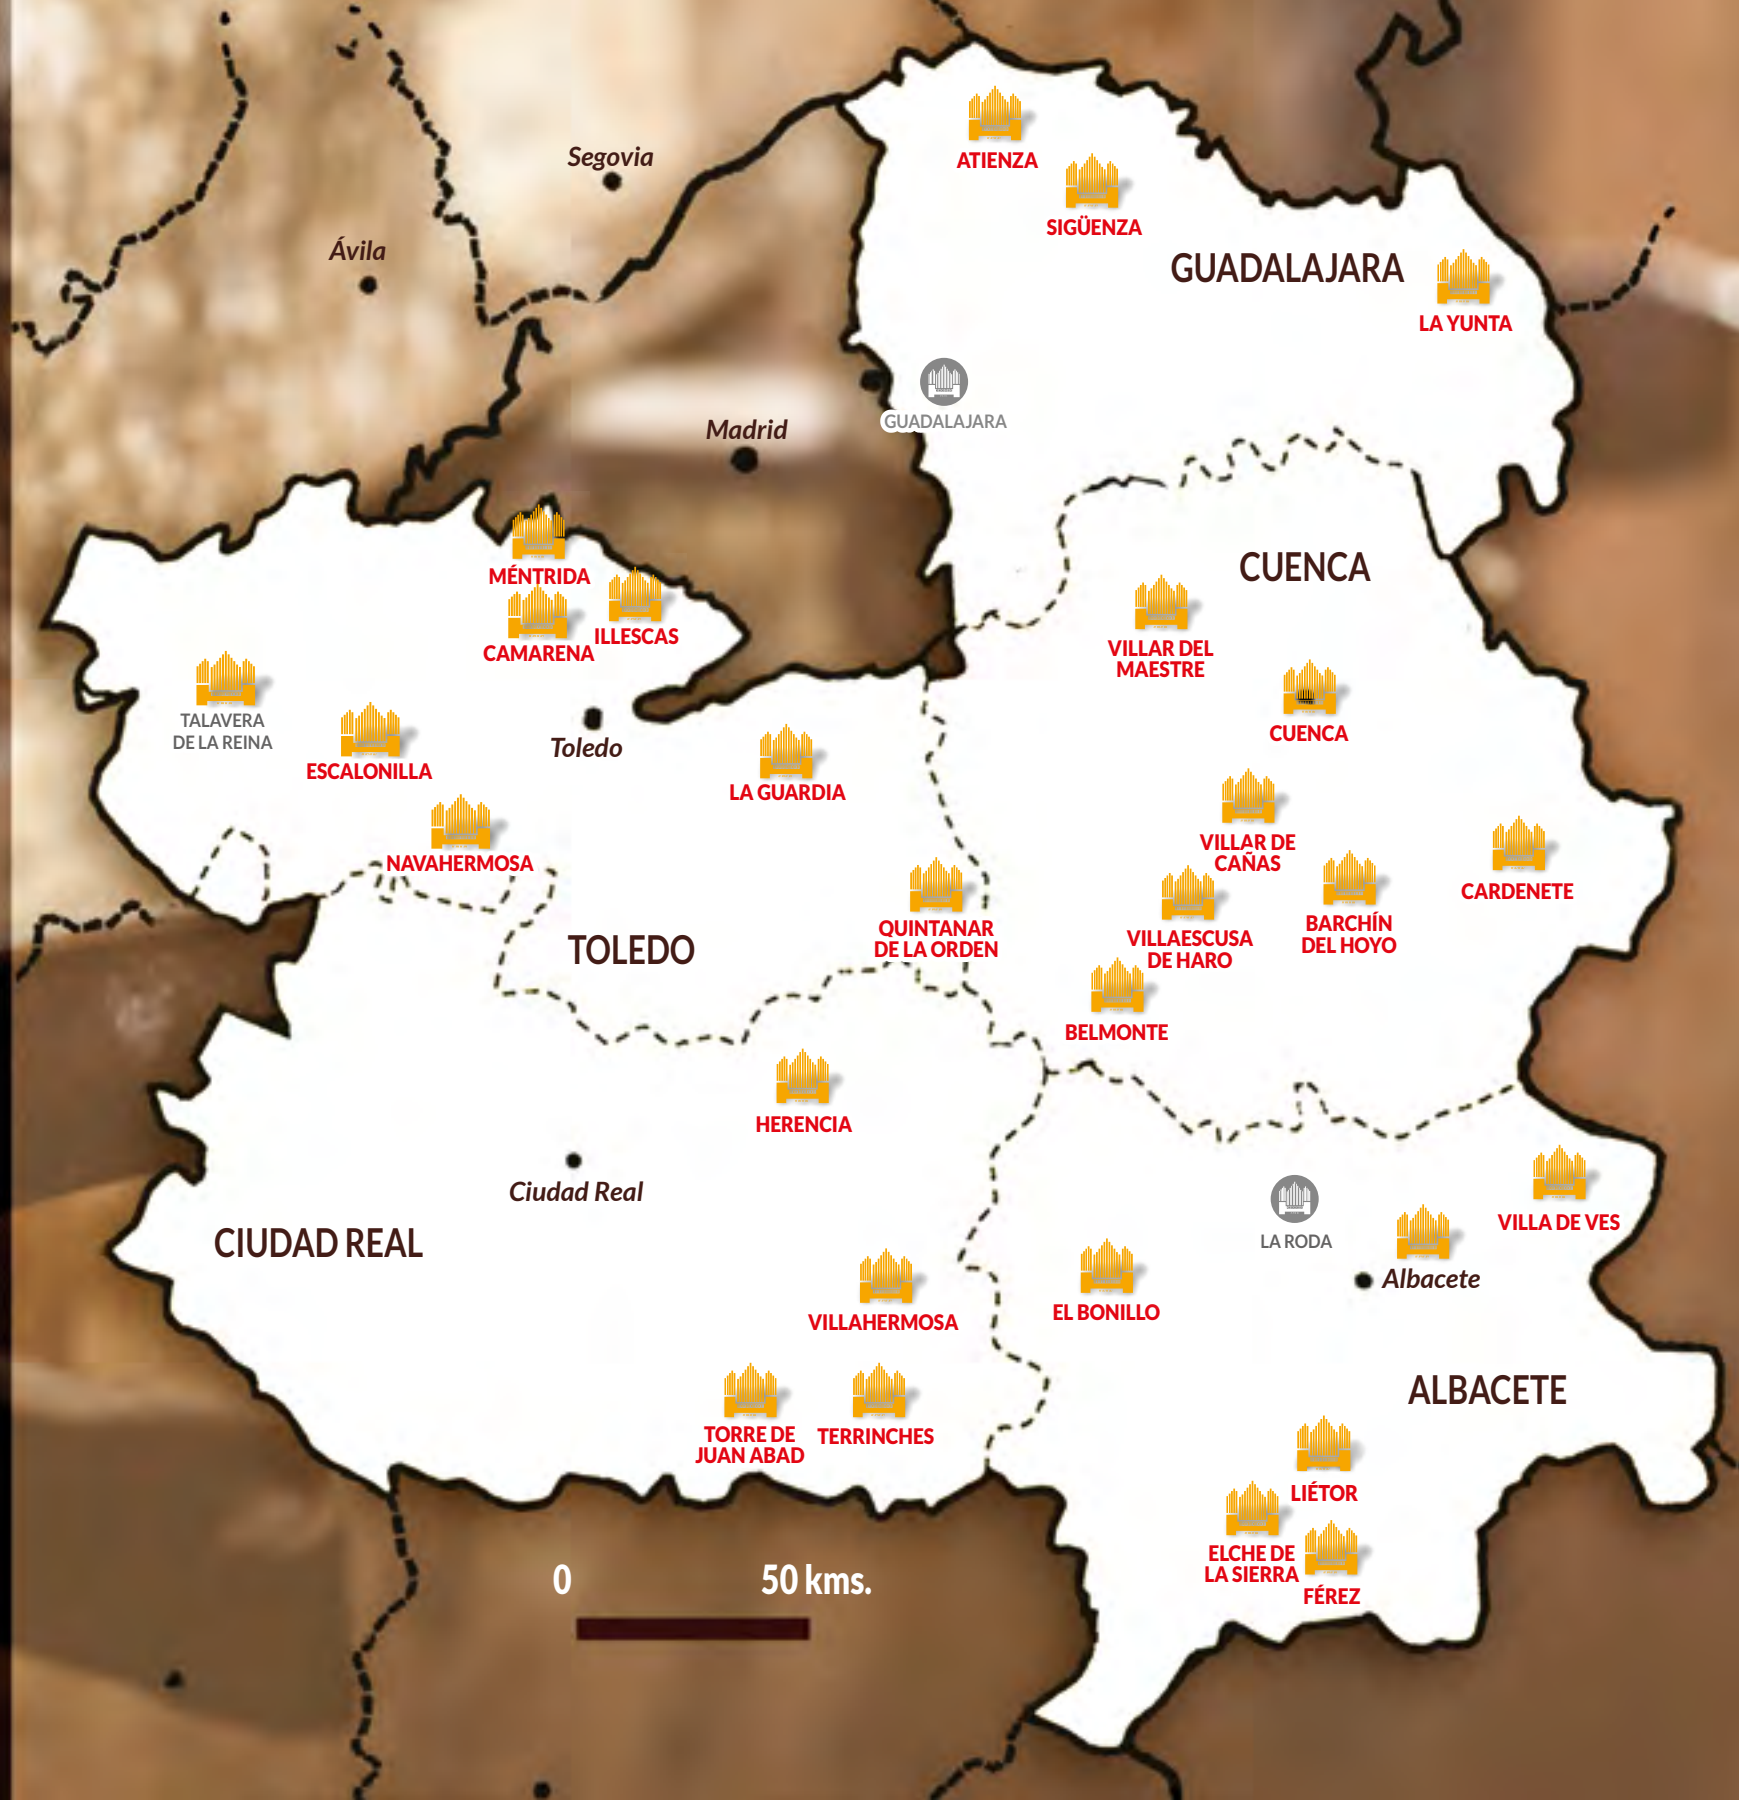 Segovia
ATIENZA
SIGÜENZA
Ávila
GUADALAJARA
LA YUNTA
GUADALAJARA
Madrid
MÉNTRIDA
CUENCA
ILLESCAS
CAMARENA
VILLAR DEL
MAESTRE
TALAVERA
DE LA REINA
CUENCA
Toledo
ESCALONILLA
LA GUARDIA
VILLAR DE
CAÑAS
NAVAHERMOSA
CARDENETE
QUINTANAR
DE LA ORDEN
BARCHÍN
DEL HOYO
VILLAESCUSA
DE HARO
TOLEDO
BELMONTE
HERENCIA
Ciudad Real
CIUDAD REAL
VILLA DE VES
LA RODA
Albacete
EL BONILLO
VILLAHERMOSA
ALBACETE
TORRE DE
JUAN ABAD
TERRINCHES
LIÉTOR
ELCHE DE
LA SIERRA
FÉREZ
0 50 kms.